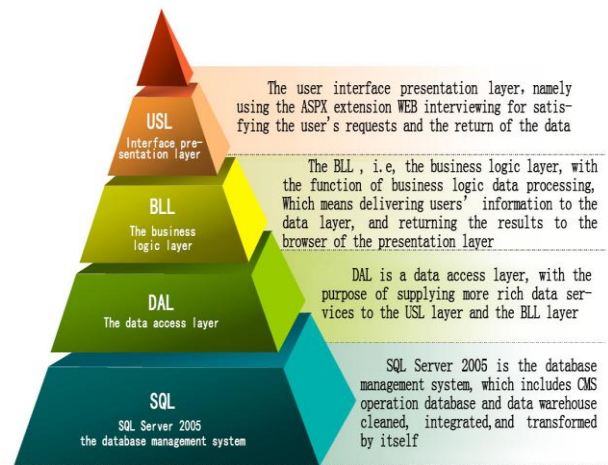 USL
Interface pre-
sentation layer
The user interface presentation layer, namely
using the ASPX extension WEB interviewing for satis-
fying the user's requests and the return of the data
BLL
The business
logic layer
The BLL , i.e, the business logic layer, with
the function of business logic data processing,
Which means delivering users' information to the
data layer, and returning the results to the
browser of the presentation layer
DAL
The data access layer
DAL is a data access layer, with the
purpose of supplying more rich data ser-
vices to the USL layer and the BLL layer
SQL
SQL Server 2005
the database management system
SQL Server 2005 is the database
management system, which includes CMS
operation database and data warehouse
cleaned, integrated,and transformed
by itself